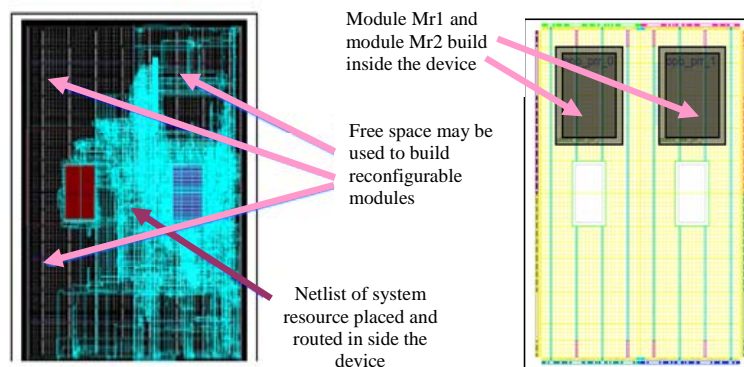 Module Mr1 and
module Mr2 build
inside the device
Free space may be
used to build
reconfigurable
modules
Netlist of system
resource placed and
routed in side the
device